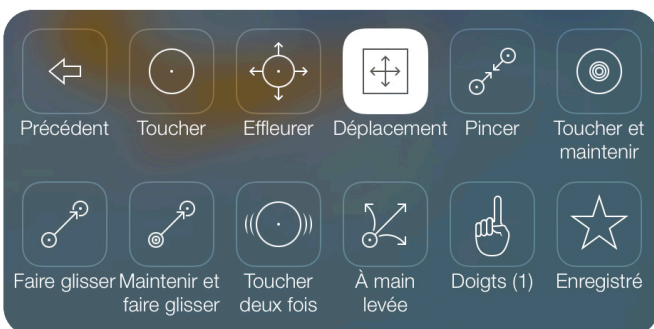 Précédent
Toucher
Effleurer
Déplacement
Pincer
Toucher et
maintenir
Faire glisser
Maintenir et
faire glisser
Toucher
deux fois
À main
levée
Doigts (1)
Enregistré